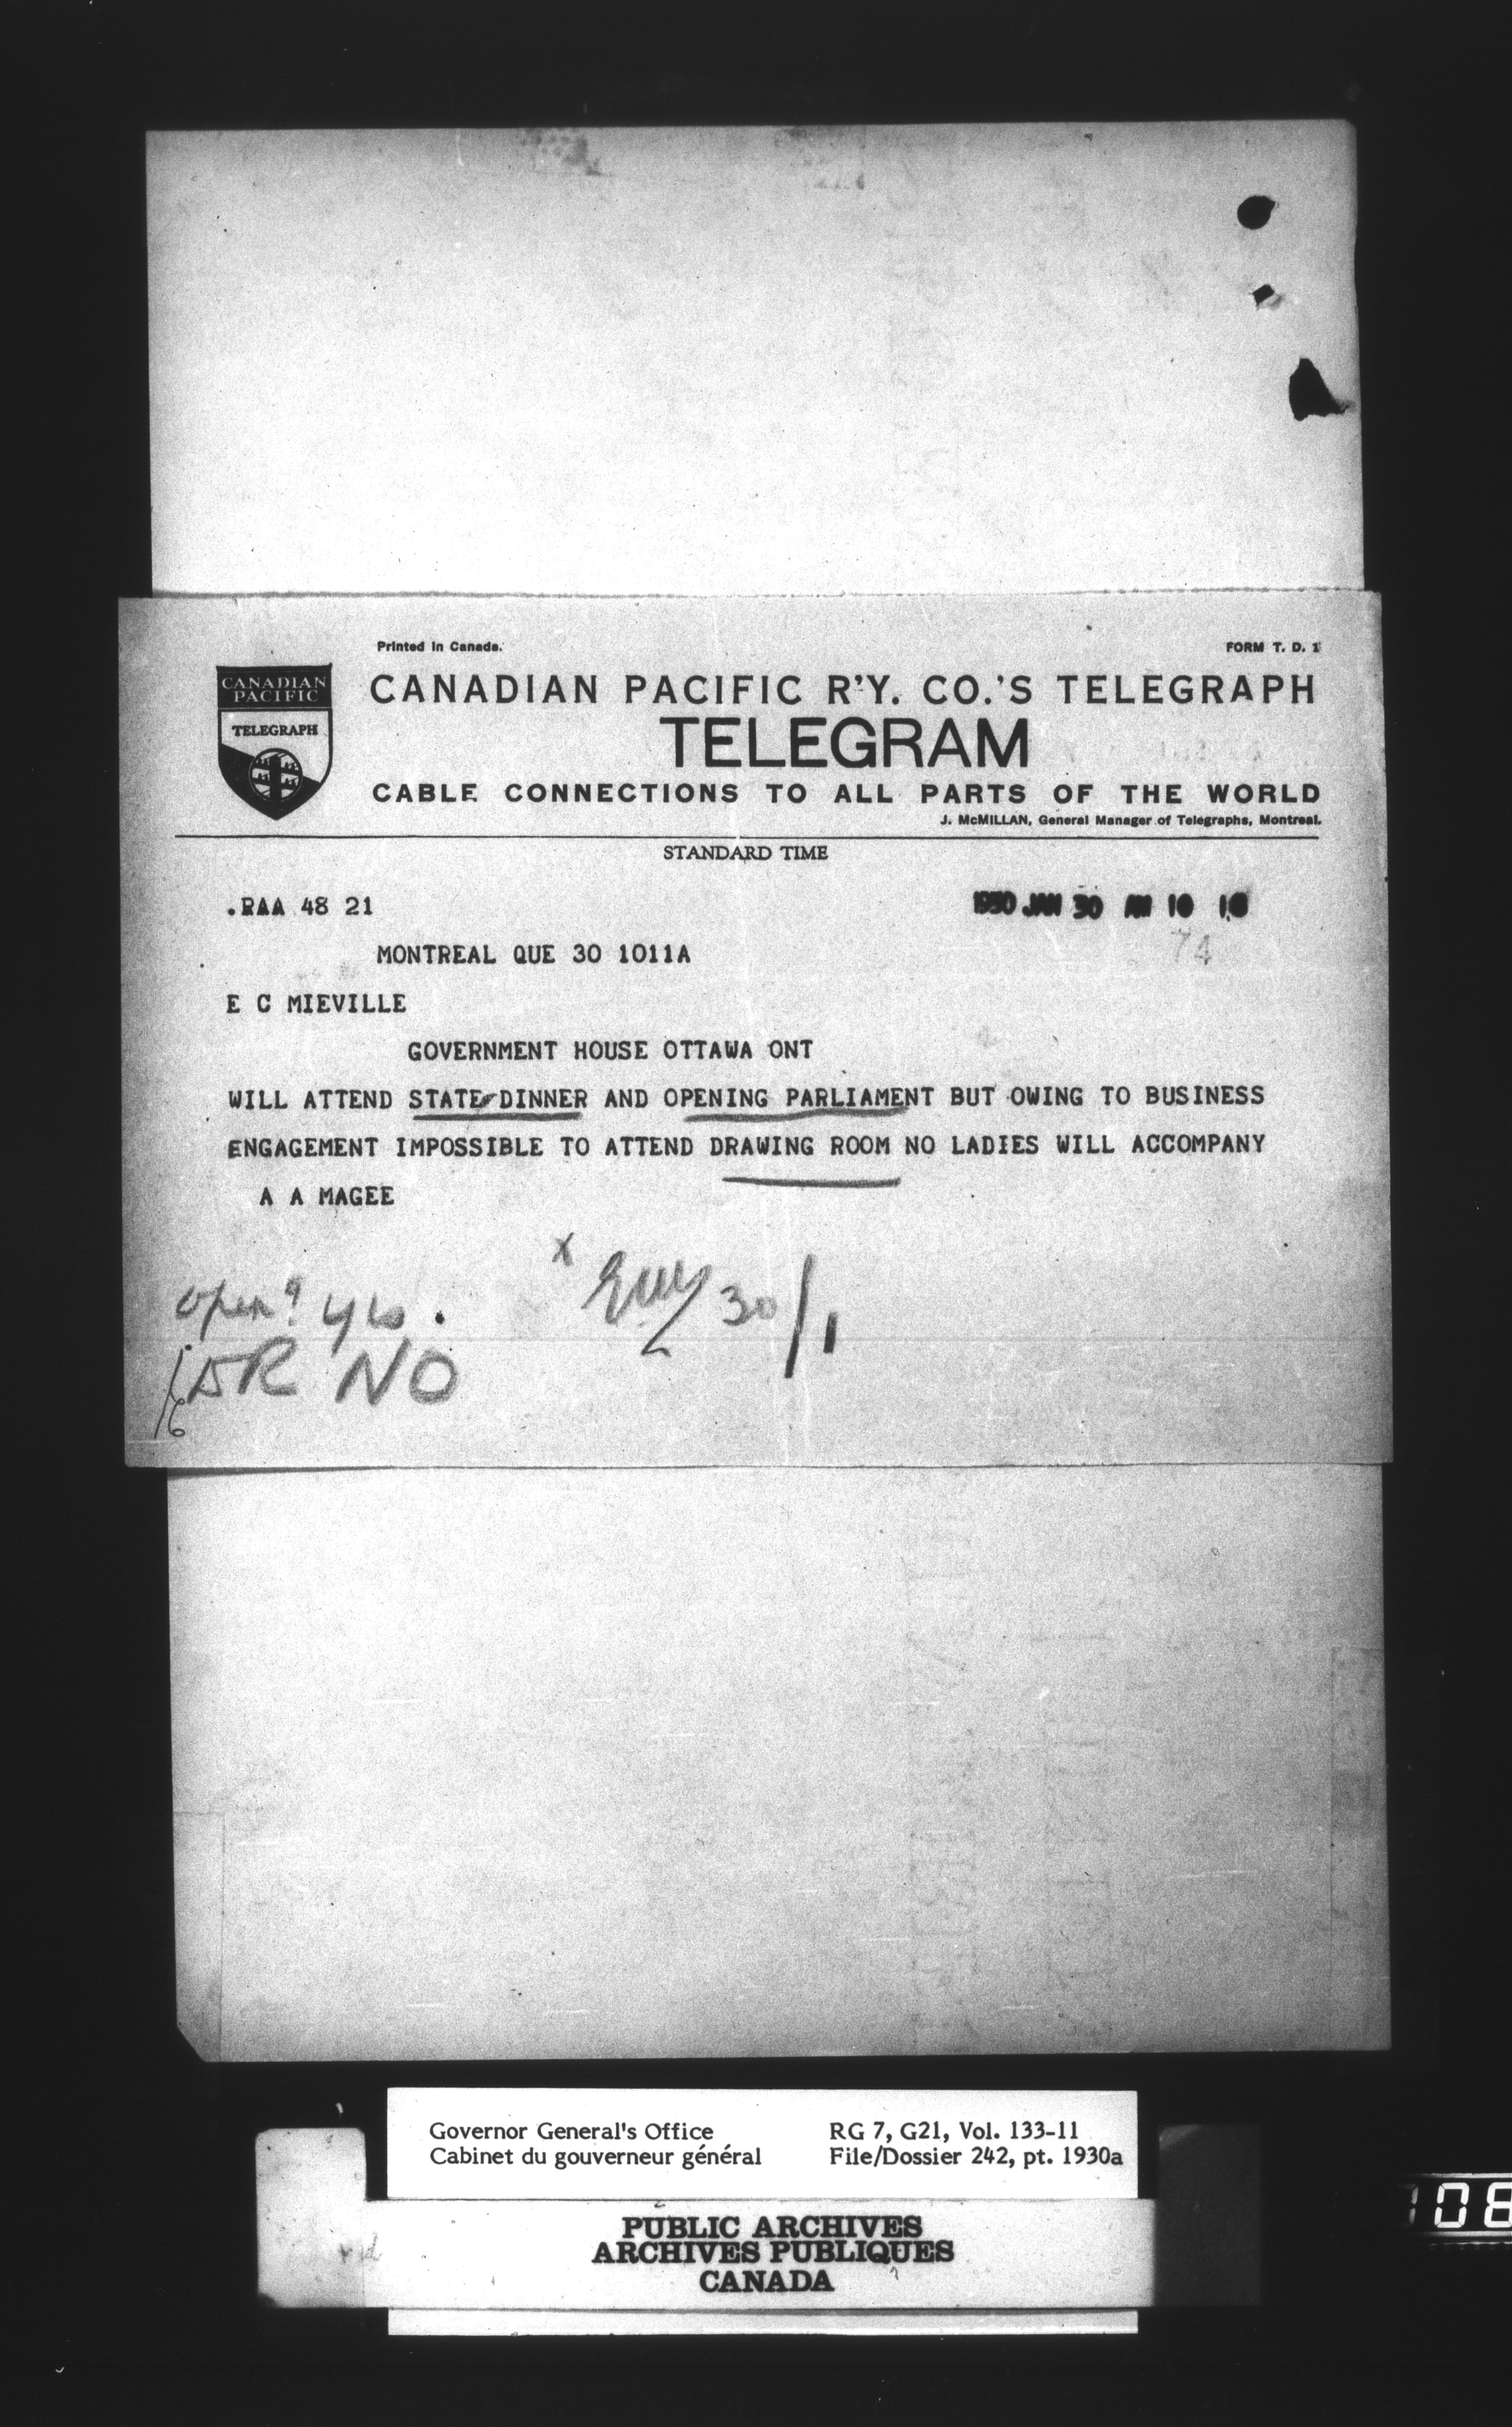 Printed in Canada.
FORM T. D. 1
CANADIAN
PACIFIC
TELEGRAPH
CANADIAN PACIFIC R'Y. CO.'S TELEGRAPH
TELEGRAM
CABLE CONNECTIONS TO ALL PARTS OF THE WORLD
J. McMILLAN, General Manager of Telegraphs, Montreal.
STANDARD TIME
.RAA 48 21
1930 JAN 30 AM 10
74
MONTREAL QUE 30 1011A
E C MIEVILLE
GOVERNMENT HOUSE OTTAWA ONT
WILL ATTEND STATE DINNER AND OPENING PARLIAMENT BUT OWING TO BUSINESS
ENGAGEMENT IMPOSSIBLE TO ATTEND DRAWING ROOM NO LADIES WILL ACCOMPANY
A A MAGEE
x
30/1
open? yes.
DR NO
Governor General's Office
Cabinet du gouverneur général
RG 7, G21, Vol. 133-11
File/Dossier 242, pt. 1930a
PUBLIC ARCHIVES
ARCHIVES PUBLIQUES
CANADA